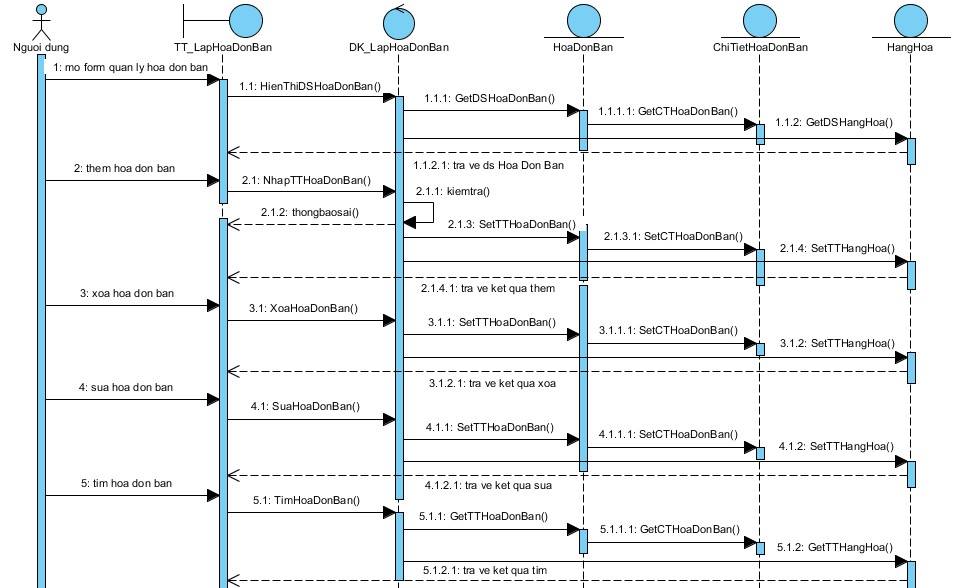 Nguoi dung
TT_LapHoaDonBan
DK_LapHoaDonBan
HoaDonBan
ChiTietHoaDonBan
HangHoa
1: mo form quan ly hoa don ban
1.1: HienThiDSHoaDonBan()
1.1.1: GetDSHoaDonBan()
1.1.1.1: GetCTHoaDonBan()
1.1.2: GetDSHangHoa()
1.1.2.1: tra ve ds Hoa Don Ban
2: them hoa don ban
2.1: NhapTTHoaDonBan()
2.1.1: kiemtra()
2.1.2: thongbaosai()
2.1.3: SetTTHoaDonBan()
2.1.3.1: SetCTHoaDonBan()
2.1.4: SetTTHangHoa()
2.1.4.1: tra ve ket qua them
3: xoa hoa don ban
3.1: XoaHoaDonBan()
3.1.1: SetTTHoaDonBan()
3.1.1.1: SetCTHoaDonBan()
3.1.2: SetTTHangHoa()
3.1.2.1: tra ve ket qua xoa
4: sua hoa don ban
4.1: SuaHoaDonBan()
4.1.1: SetTTHoaDonBan()
4.1.1.1: SetCTHoaDonBan()
4.1.2: SetTTHangHoa()
4.1.2.1: tra ve ket qua sua
5: tim hoa don ban
5.1: TimHoaDonBan()
5.1.1: GetTTHoaDonBan()
5.1.1.1: GetCTHoaDonBan()
5.1.2: GetTTHangHoa()
5.1.2.1: tra ve ket qua tim